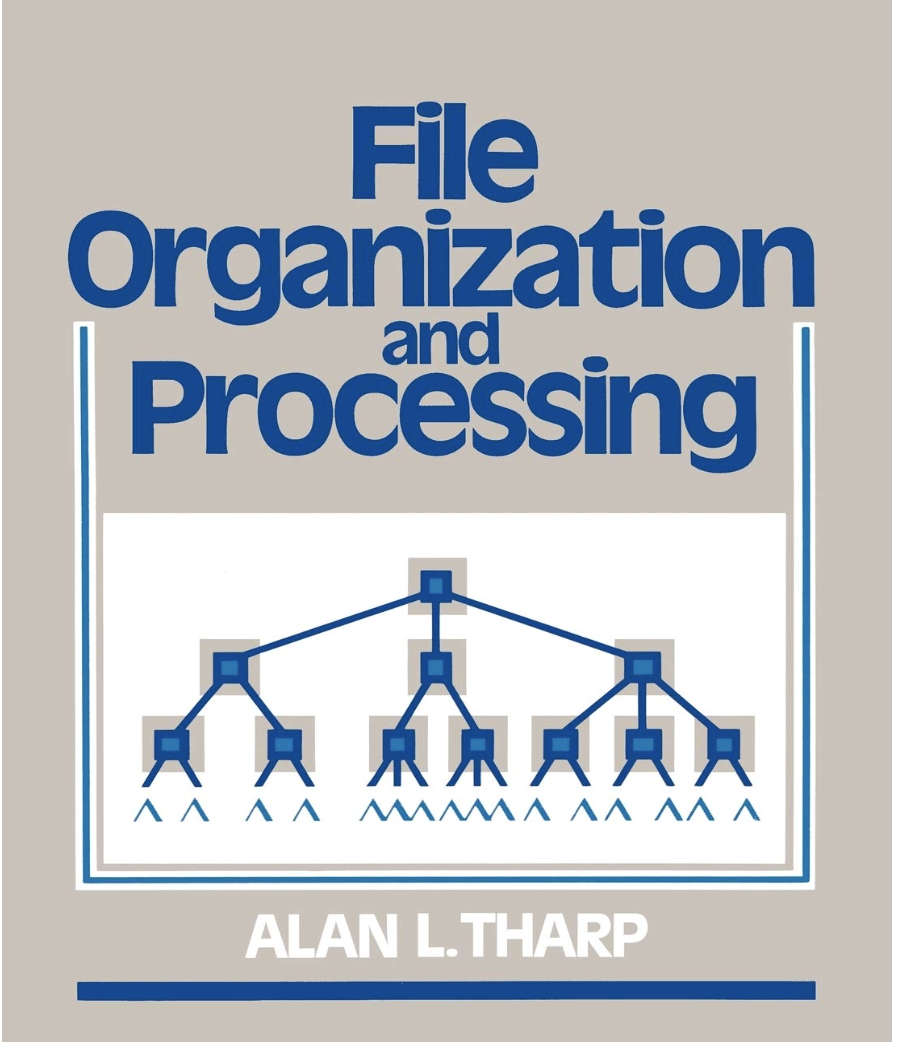 File
Organization
and
Processing
ALAN L. THARP